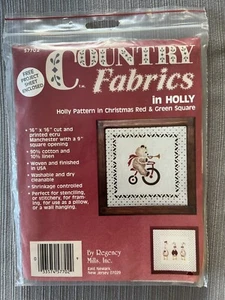 57702
COUNTRY
T.M.
Fabrics
FREE
PROJECT
SHEET
ENCLOSED!
in HOLLY
Holly Pattern in Christmas Red & Green Square
• 16" x 16" cut and
printed ecru
Manchester with a 9"
square opening
• 90% cotton and
10% linen
• Woven and finished
in USA
• Washable and dry
cleanable
• Shrinkage controlled
• Perfect for stenciling,
or stitchery, for fram-
ing, for use as a pillow,
or a wall hanging.
By Regency
Mills, Inc.
East Newark,
New Jersey 07029